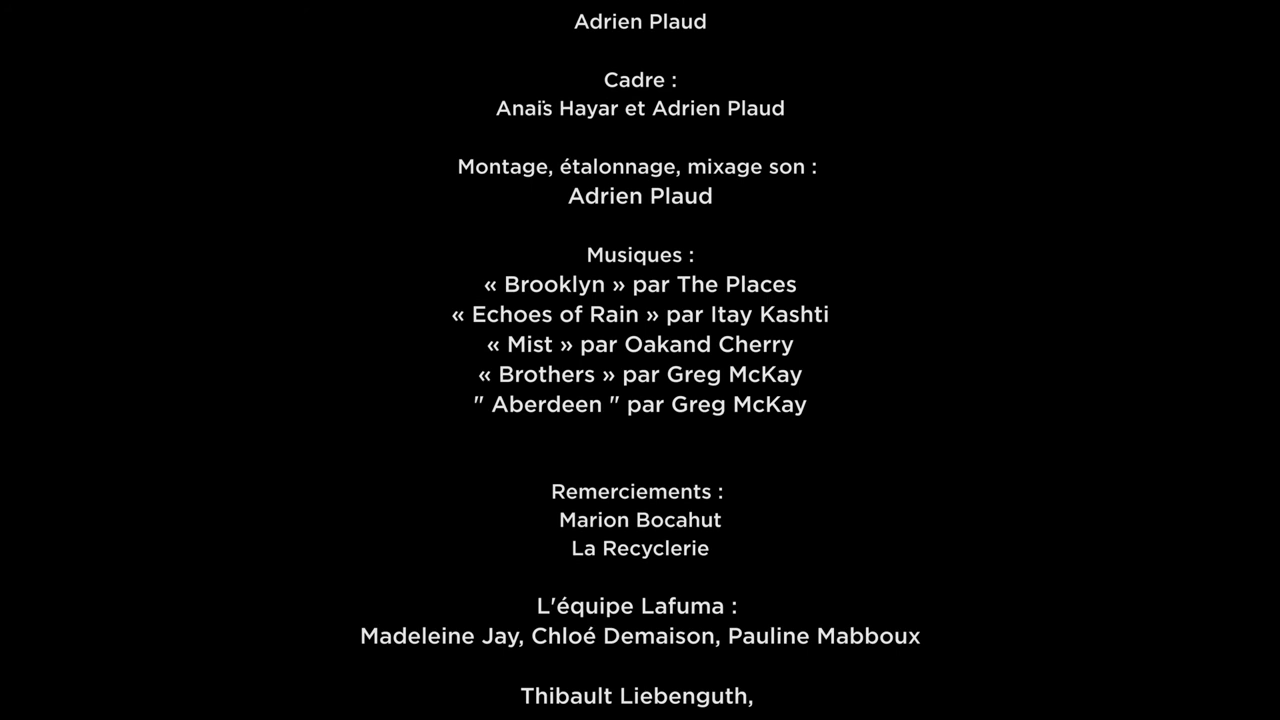 Adrien Plaud
Cadre :
Anaïs Hayar et Adrien Plaud
Montage, étalonnage, mixage son :
Adrien Plaud
Musiques :
« Brooklyn » par The Places
« Echoes of Rain » par Itay Kashti
« Mist » par Oakand Cherry
« Brothers » par Greg McKay
" Aberdeen " par Greg McKay
Remerciements :
Marion Bocahut
La Recyclerie
L'équipe Lafuma :
Madeleine Jay, Chloé Demaison, Pauline Mabboux
Thibault Liebenguth,